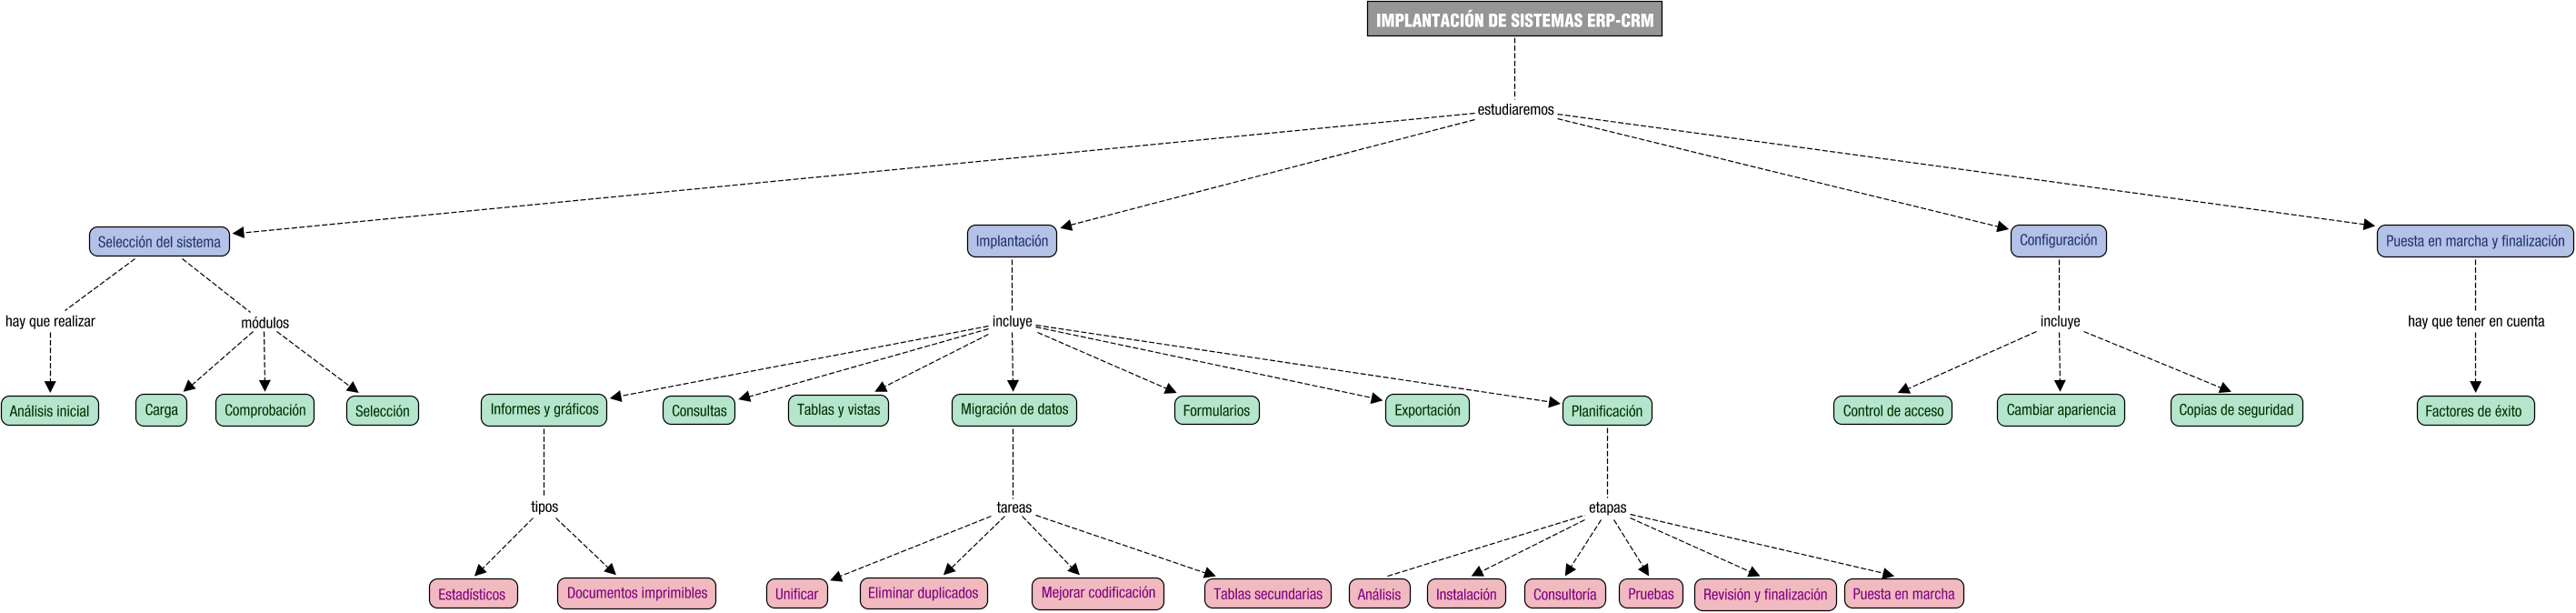 IMPLANTACIÓN DE SISTEMAS ERP-CRM
estudiaremos
Selección del sistema
Implantación
Configuración
Puesta en marcha y finalización
hay que realizar
módulos
incluye
incluye
hay que tener en cuenta
Análisis inicial
Carga
Comprobación
Selección
Informes y gráficos
Consultas
Tablas y vistas
Migración de datos
Formularios
Exportación
Planificación
Control de acceso
Cambiar apariencia
Copias de seguridad
Factores de éxito
tipos
tareas
etapas
Estadísticos
Documentos imprimibles
Unificar
Eliminar duplicados
Mejorar codificación
Tablas secundarias
Análisis
Instalación
Consultoría
Pruebas
Revisión y finalización
Puesta en marcha